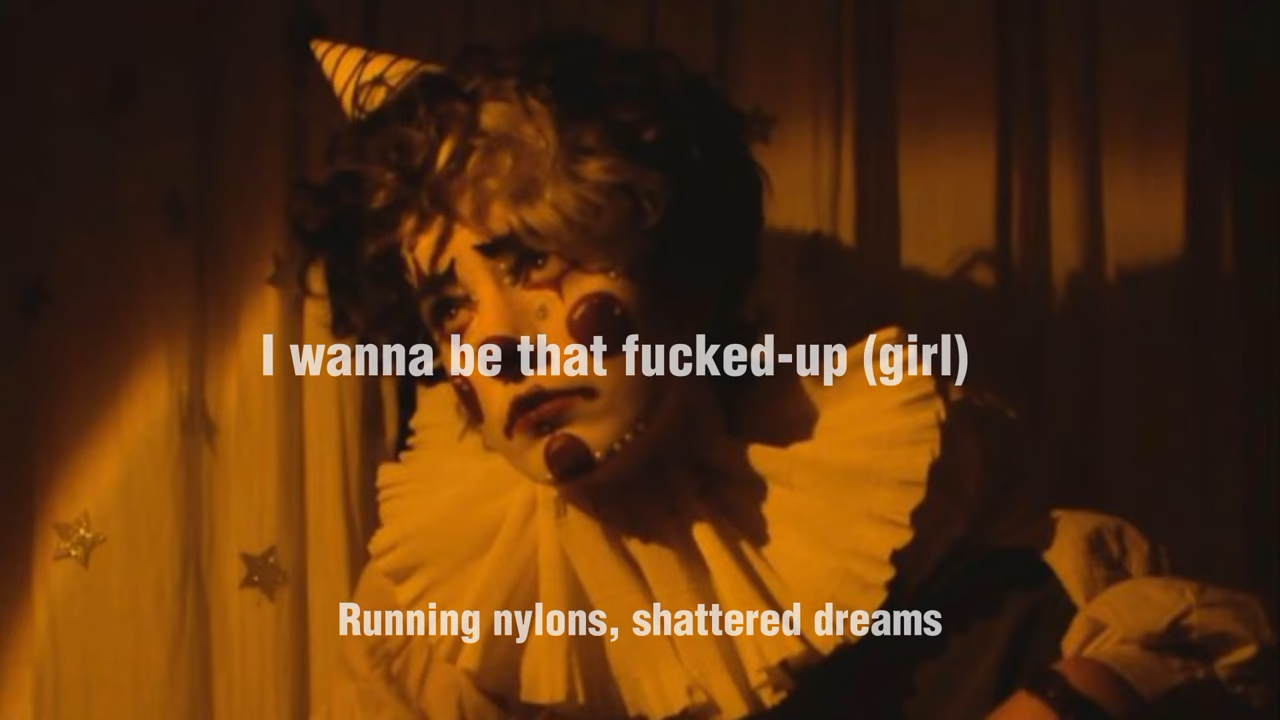 I wanna be that fucked-up (girl)
Running nylons, shattered dreams